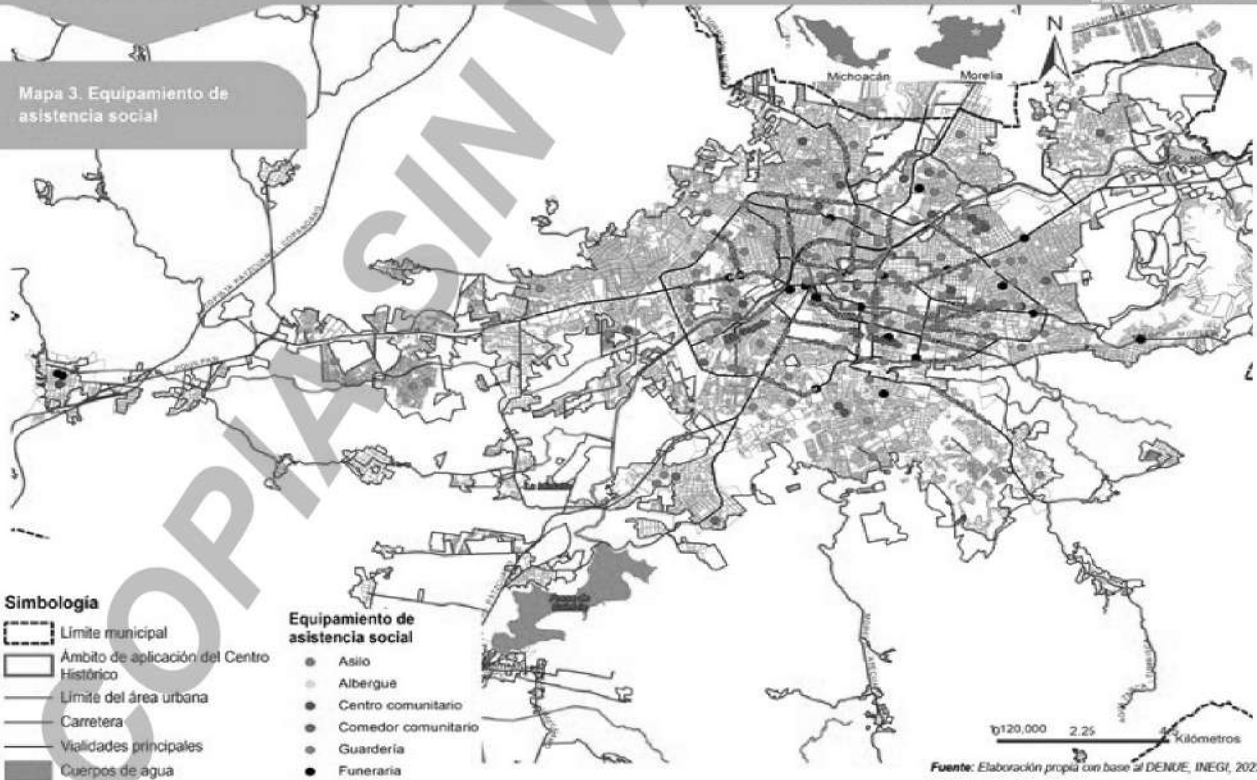 Mapa 3. Equipamiento de
asistencia social
COPIA SIN
Michoacán
Morelia
N
Simbología
Límite municipal
Ámbito de aplicación del Centro
Histórico
Límite del área urbana
Carretera
Vialidades principales
Cuerpos de agua
Equipamiento de
asistencia social
Asilo
Albergue
Centro comunitario
Comedor comunitario
Guardería
Funeraria
120,000
2.25
Kilómetros
Fuente: Elaboración propia con base al DENUE, INEGI,